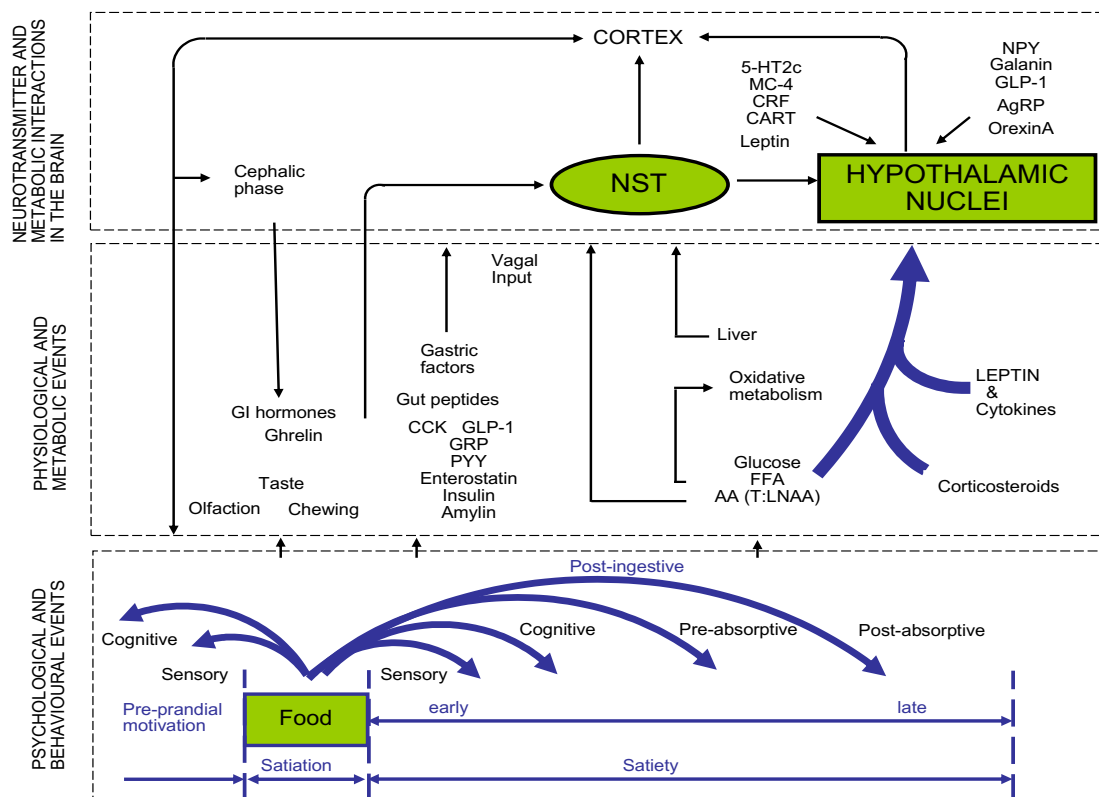 NEUROTRANSMITTER AND
METABOLIC INTERACTIONS
IN THE BRAIN
CORTEX
5-HT2c
MC-4
CRF
CART
Leptin
NPY
Galanin
GLP-1
AgRP
OrexinA
Cephalic
phase
NST
HYPOTHALAMIC
NUCLEI
PHYSIOLOGICAL AND
METABOLIC EVENTS
Vagal
Input
Gastric
factors
Liver
Oxidative
metabolism
LEPTIN
&
Cytokines
GI hormones
Ghrelin
Gut peptides
CCK GLP-1
GRP
PYY
Enterostatin
Insulin
Amylin
Taste
Olfaction
Chewing
Glucose
FFA
AA (T:LNAA)
Corticosteroids
PSYCHOLOGICAL AND
BEHAVIOURAL EVENTS
Post-ingestive
Cognitive
Sensory
Sensory
Cognitive
Pre-absorptive
Post-absorptive
Pre-prandial
motivation
Food
early
late
Satiation
Satiety